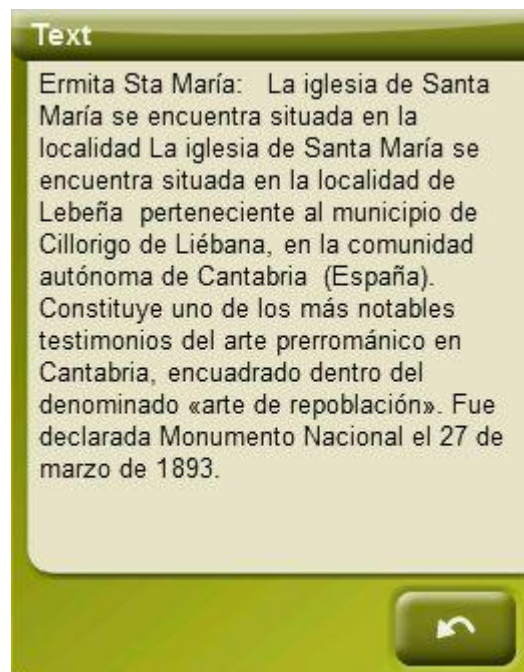 Text
Ermita Sta María:   La iglesia de Santa
María se encuentra situada en la
localidad La iglesia de Santa María se
encuentra situada en la localidad de
Lebeña  perteneciente al municipio de
Cillorigo de Liébana, en la comunidad
autónoma de Cantabria  (España).
Constituye uno de los más notables
testimonios del arte prerrománico en
Cantabria, encuadrado dentro del
denominado «arte de repoblación». Fue
declarada Monumento Nacional el 27 de
marzo de 1893.